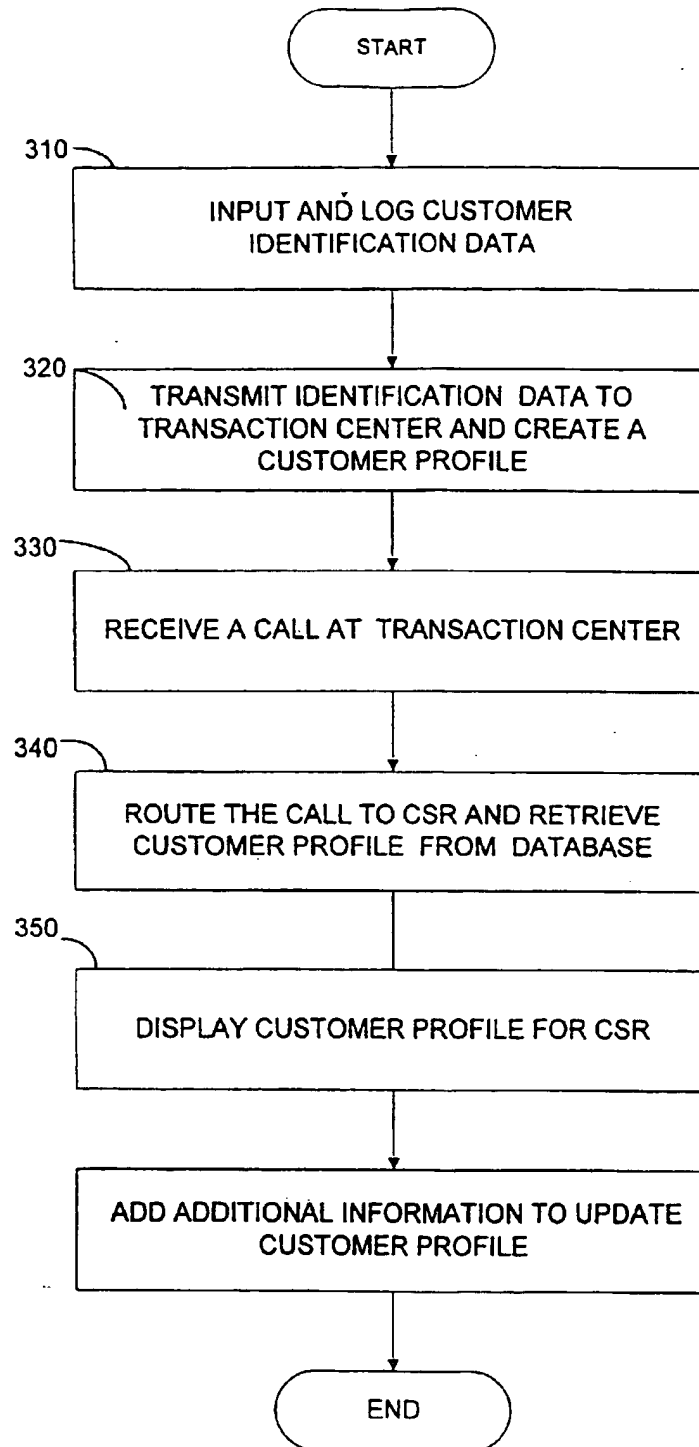 START
310
INPUT AND LOG CUSTOMER
IDENTIFICATION DATA
320
TRANSMIT IDENTIFICATION DATA TO
TRANSACTION CENTER AND CREATE A
CUSTOMER PROFILE
330
RECEIVE A CALL AT TRANSACTION CENTER
340
ROUTE THE CALL TO CSR AND RETRIEVE
CUSTOMER PROFILE FROM DATABASE
350
DISPLAY CUSTOMER PROFILE FOR CSR
ADD ADDITIONAL INFORMATION TO UPDATE
CUSTOMER PROFILE
END